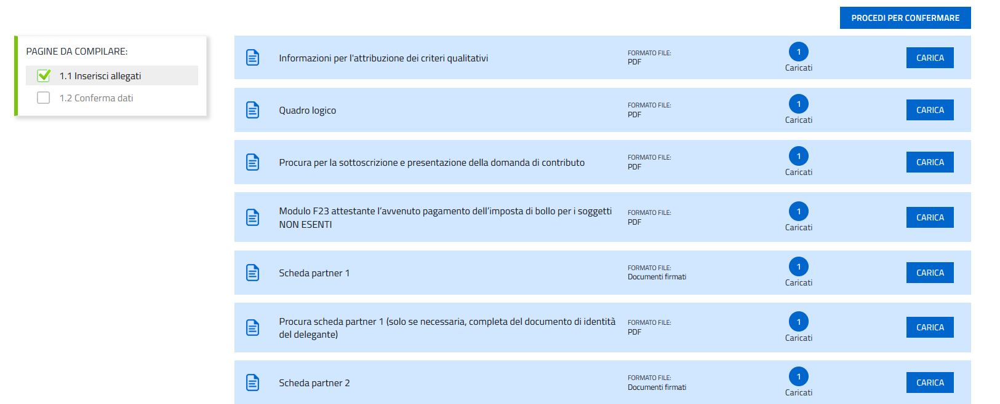 PROCEDI PER CONFERMARE
PAGINE DA COMPILARE:
1.1 Inserisci allegati
1.2 Conferma dati
Informazioni per l'attribuzione dei criteri qualitativi
FORMATO FILE:
PDF
1
Caricati
CARICA
Quadro logico
FORMATO FILE:
PDF
1
Caricati
CARICA
Procura per la sottoscrizione e presentazione della domanda di contributo
FORMATO FILE:
PDF
1
Caricati
CARICA
Modulo F23 attestante l’avvenuto pagamento dell’imposta di bollo per i soggetti
NON ESENTI
FORMATO FILE:
PDF
1
Caricati
CARICA
Scheda partner 1
FORMATO FILE:
Documenti firmati
1
Caricati
CARICA
Procura scheda partner 1 (solo se necessaria, completa del documento di identità
del delegante)
FORMATO FILE:
PDF
1
Caricati
CARICA
Scheda partner 2
FORMATO FILE:
Documenti firmati
1
Caricati
CARICA